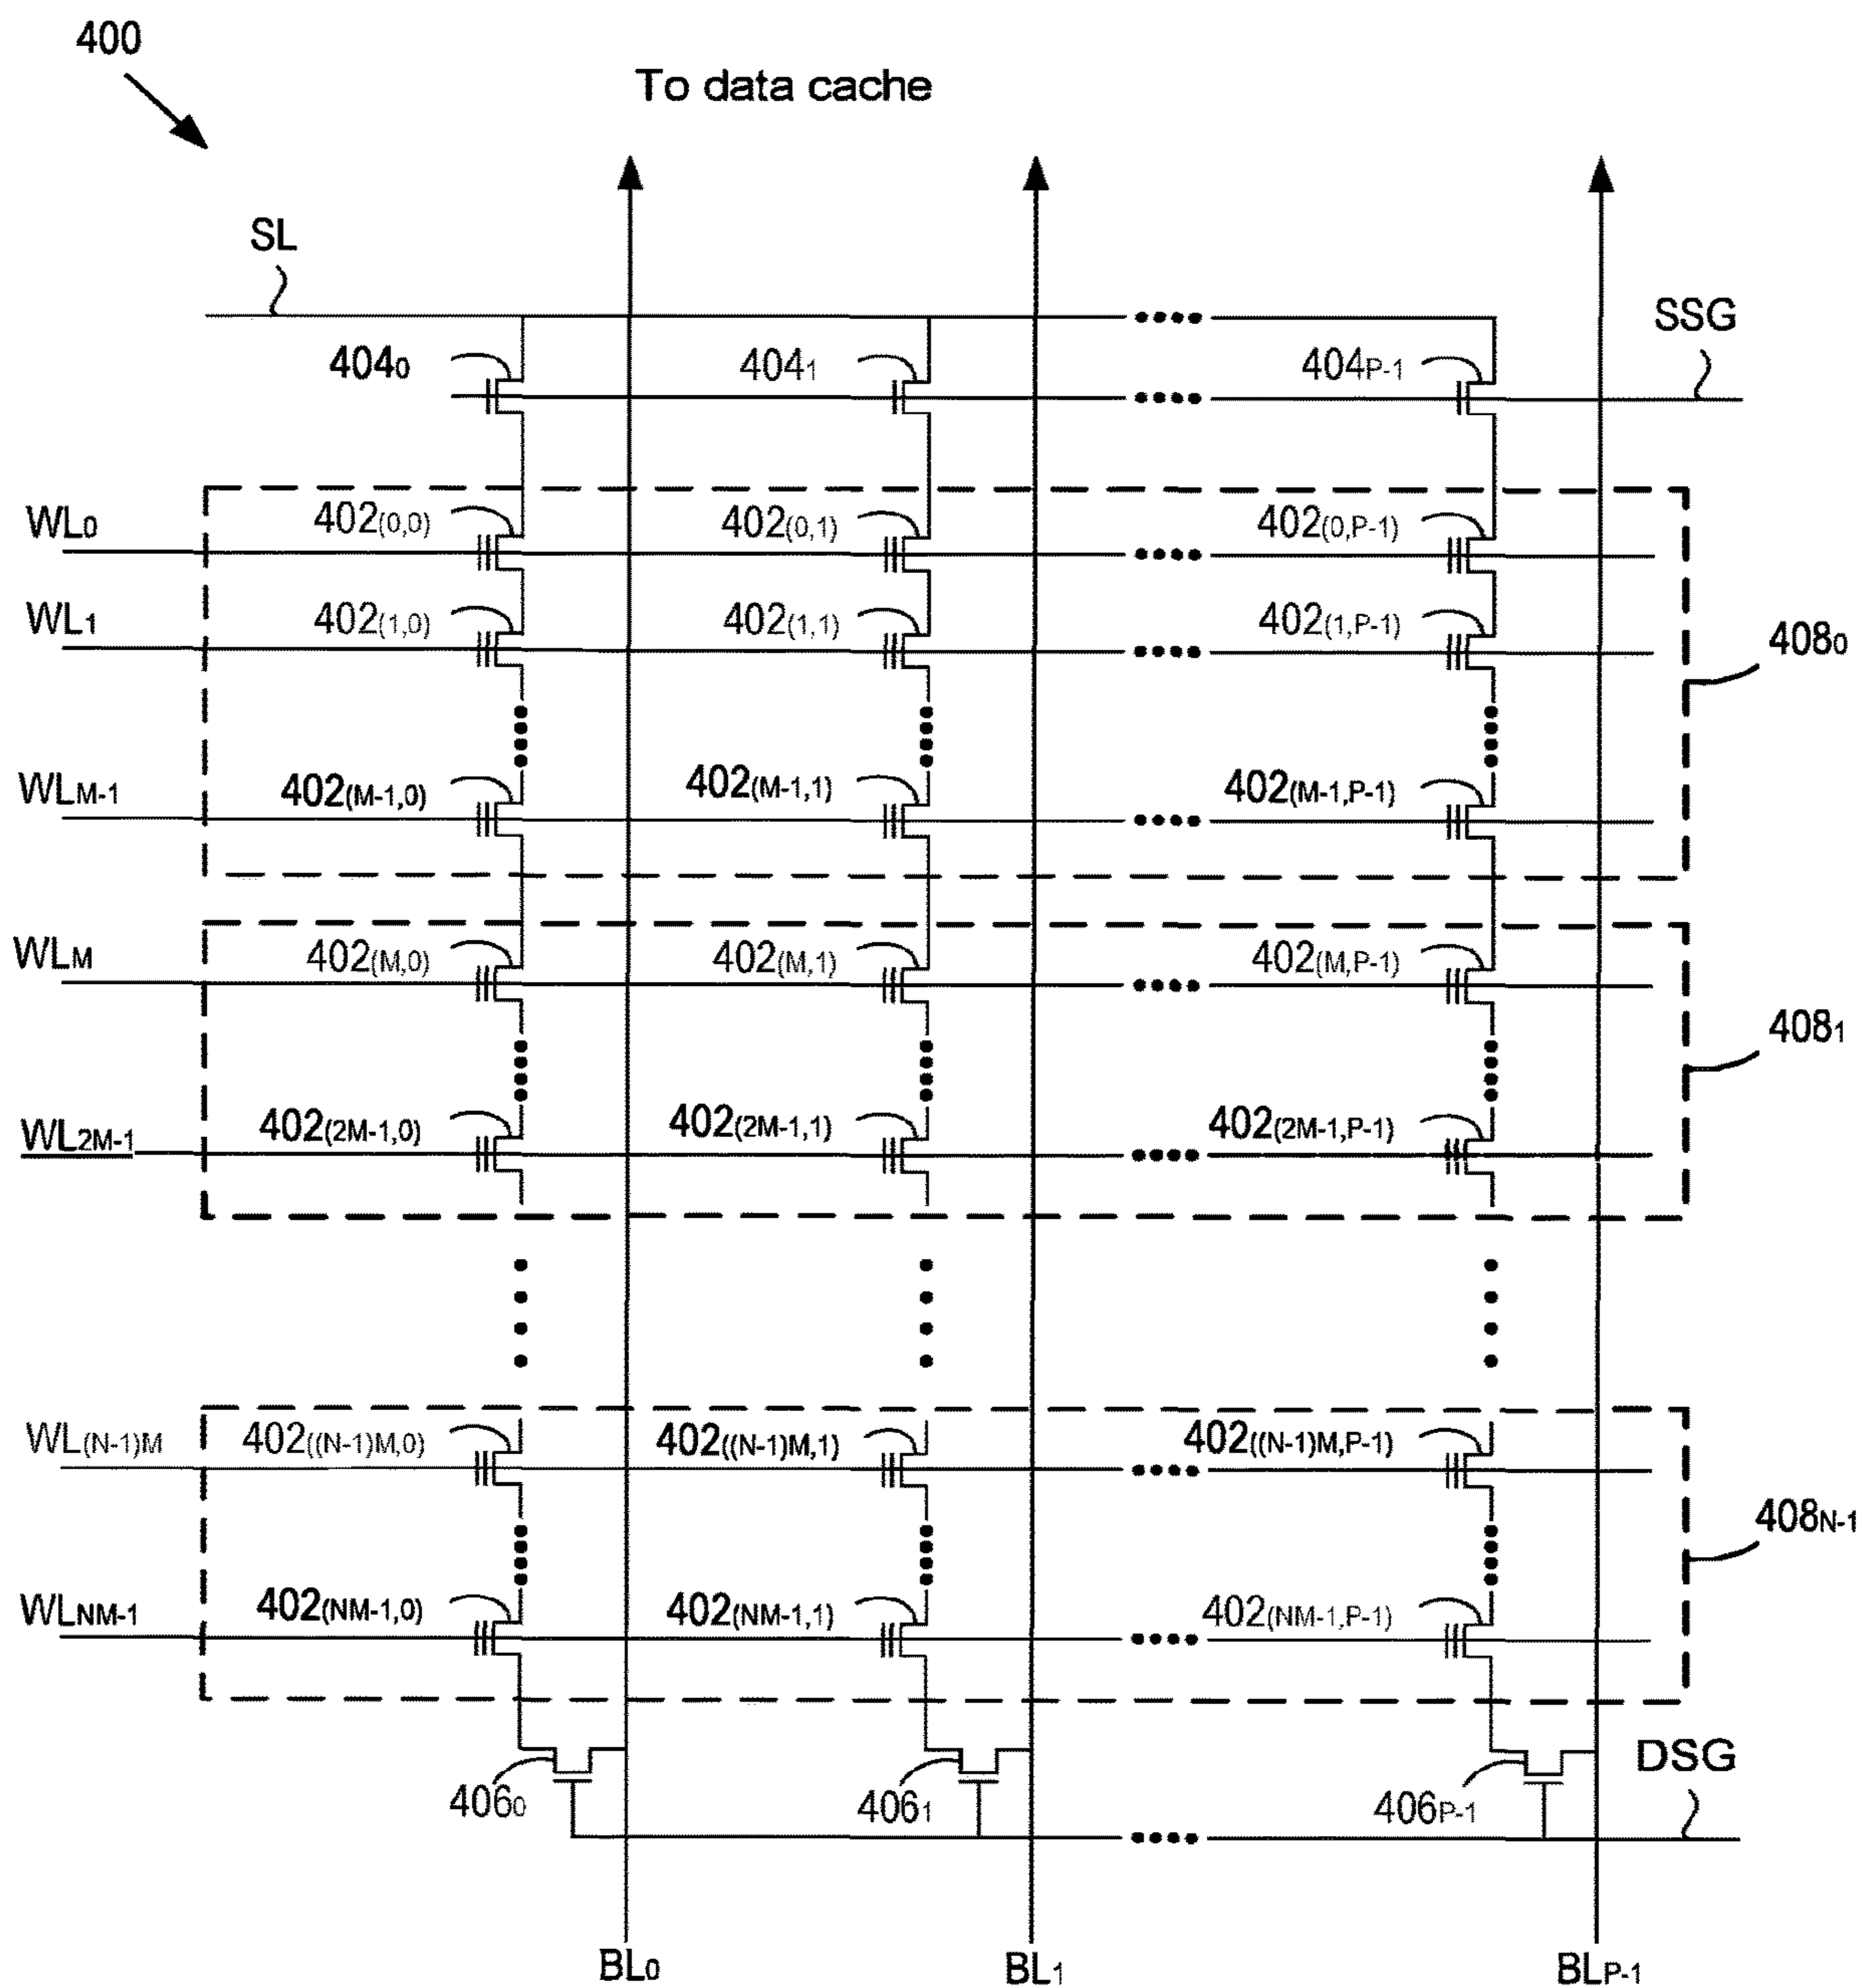 400
To data cache
SL
SSG
404₀ 404₁ 404P-1
WL₀ 402(0,0) 402(0,1) 402(0,P-1)
WL₁ 402(1,0) 402(1,1) 402(1,P-1)
408₀
WLM-1 402(M-1,0) 402(M-1,1) 402(M-1,P-1)
WLM 402(M,0) 402(M,1) 402(M,P-1)
408₁
WL2M-1 402(2M-1,0) 402(2M-1,1) 402(2M-1,P-1)
WL(N-1)M 402((N-1)M,0) 402((N-1)M,1) 402((N-1)M,P-1)
408N-1
WLNM-1 402(NM-1,0) 402(NM-1,1) 402(NM-1,P-1)
DSG
406₀ 406₁ 406P-1
BL₀ BL₁ BLP-1